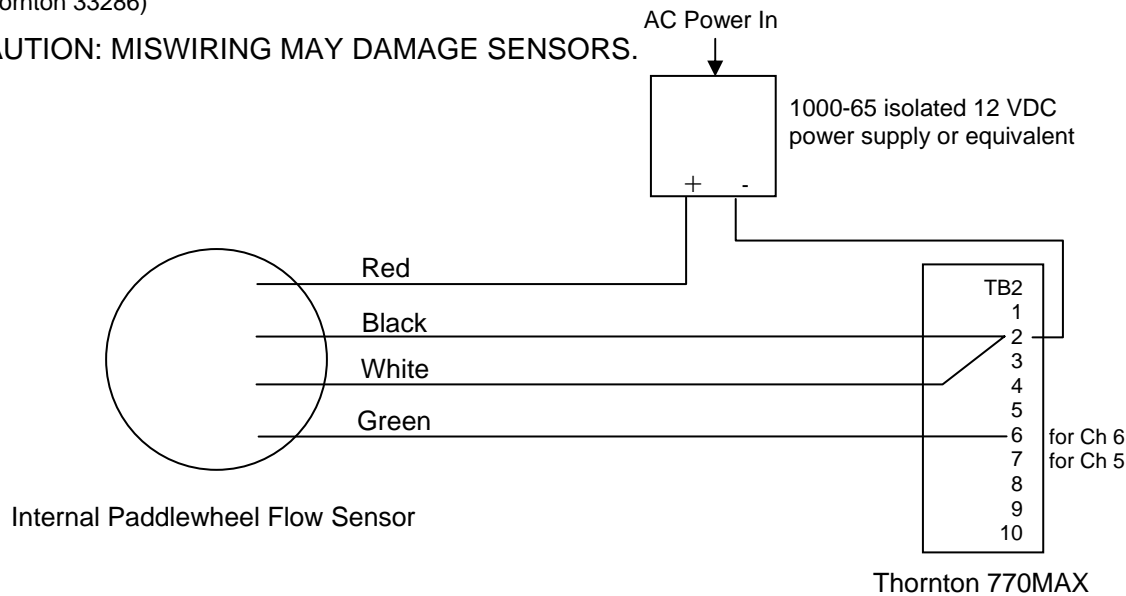 33286)
AC Power In
MISWIRING MAY DAMAGE SENSORS.
1000-65 isolated 12 VDC
power supply or equivalent
+ -
Red
Black
White
Green
TB2
1
2
3
4
5
6 for Ch 6
7 for Ch 5
8
9
10
Internal Paddlewheel Flow Sensor
Thornton 770MAX